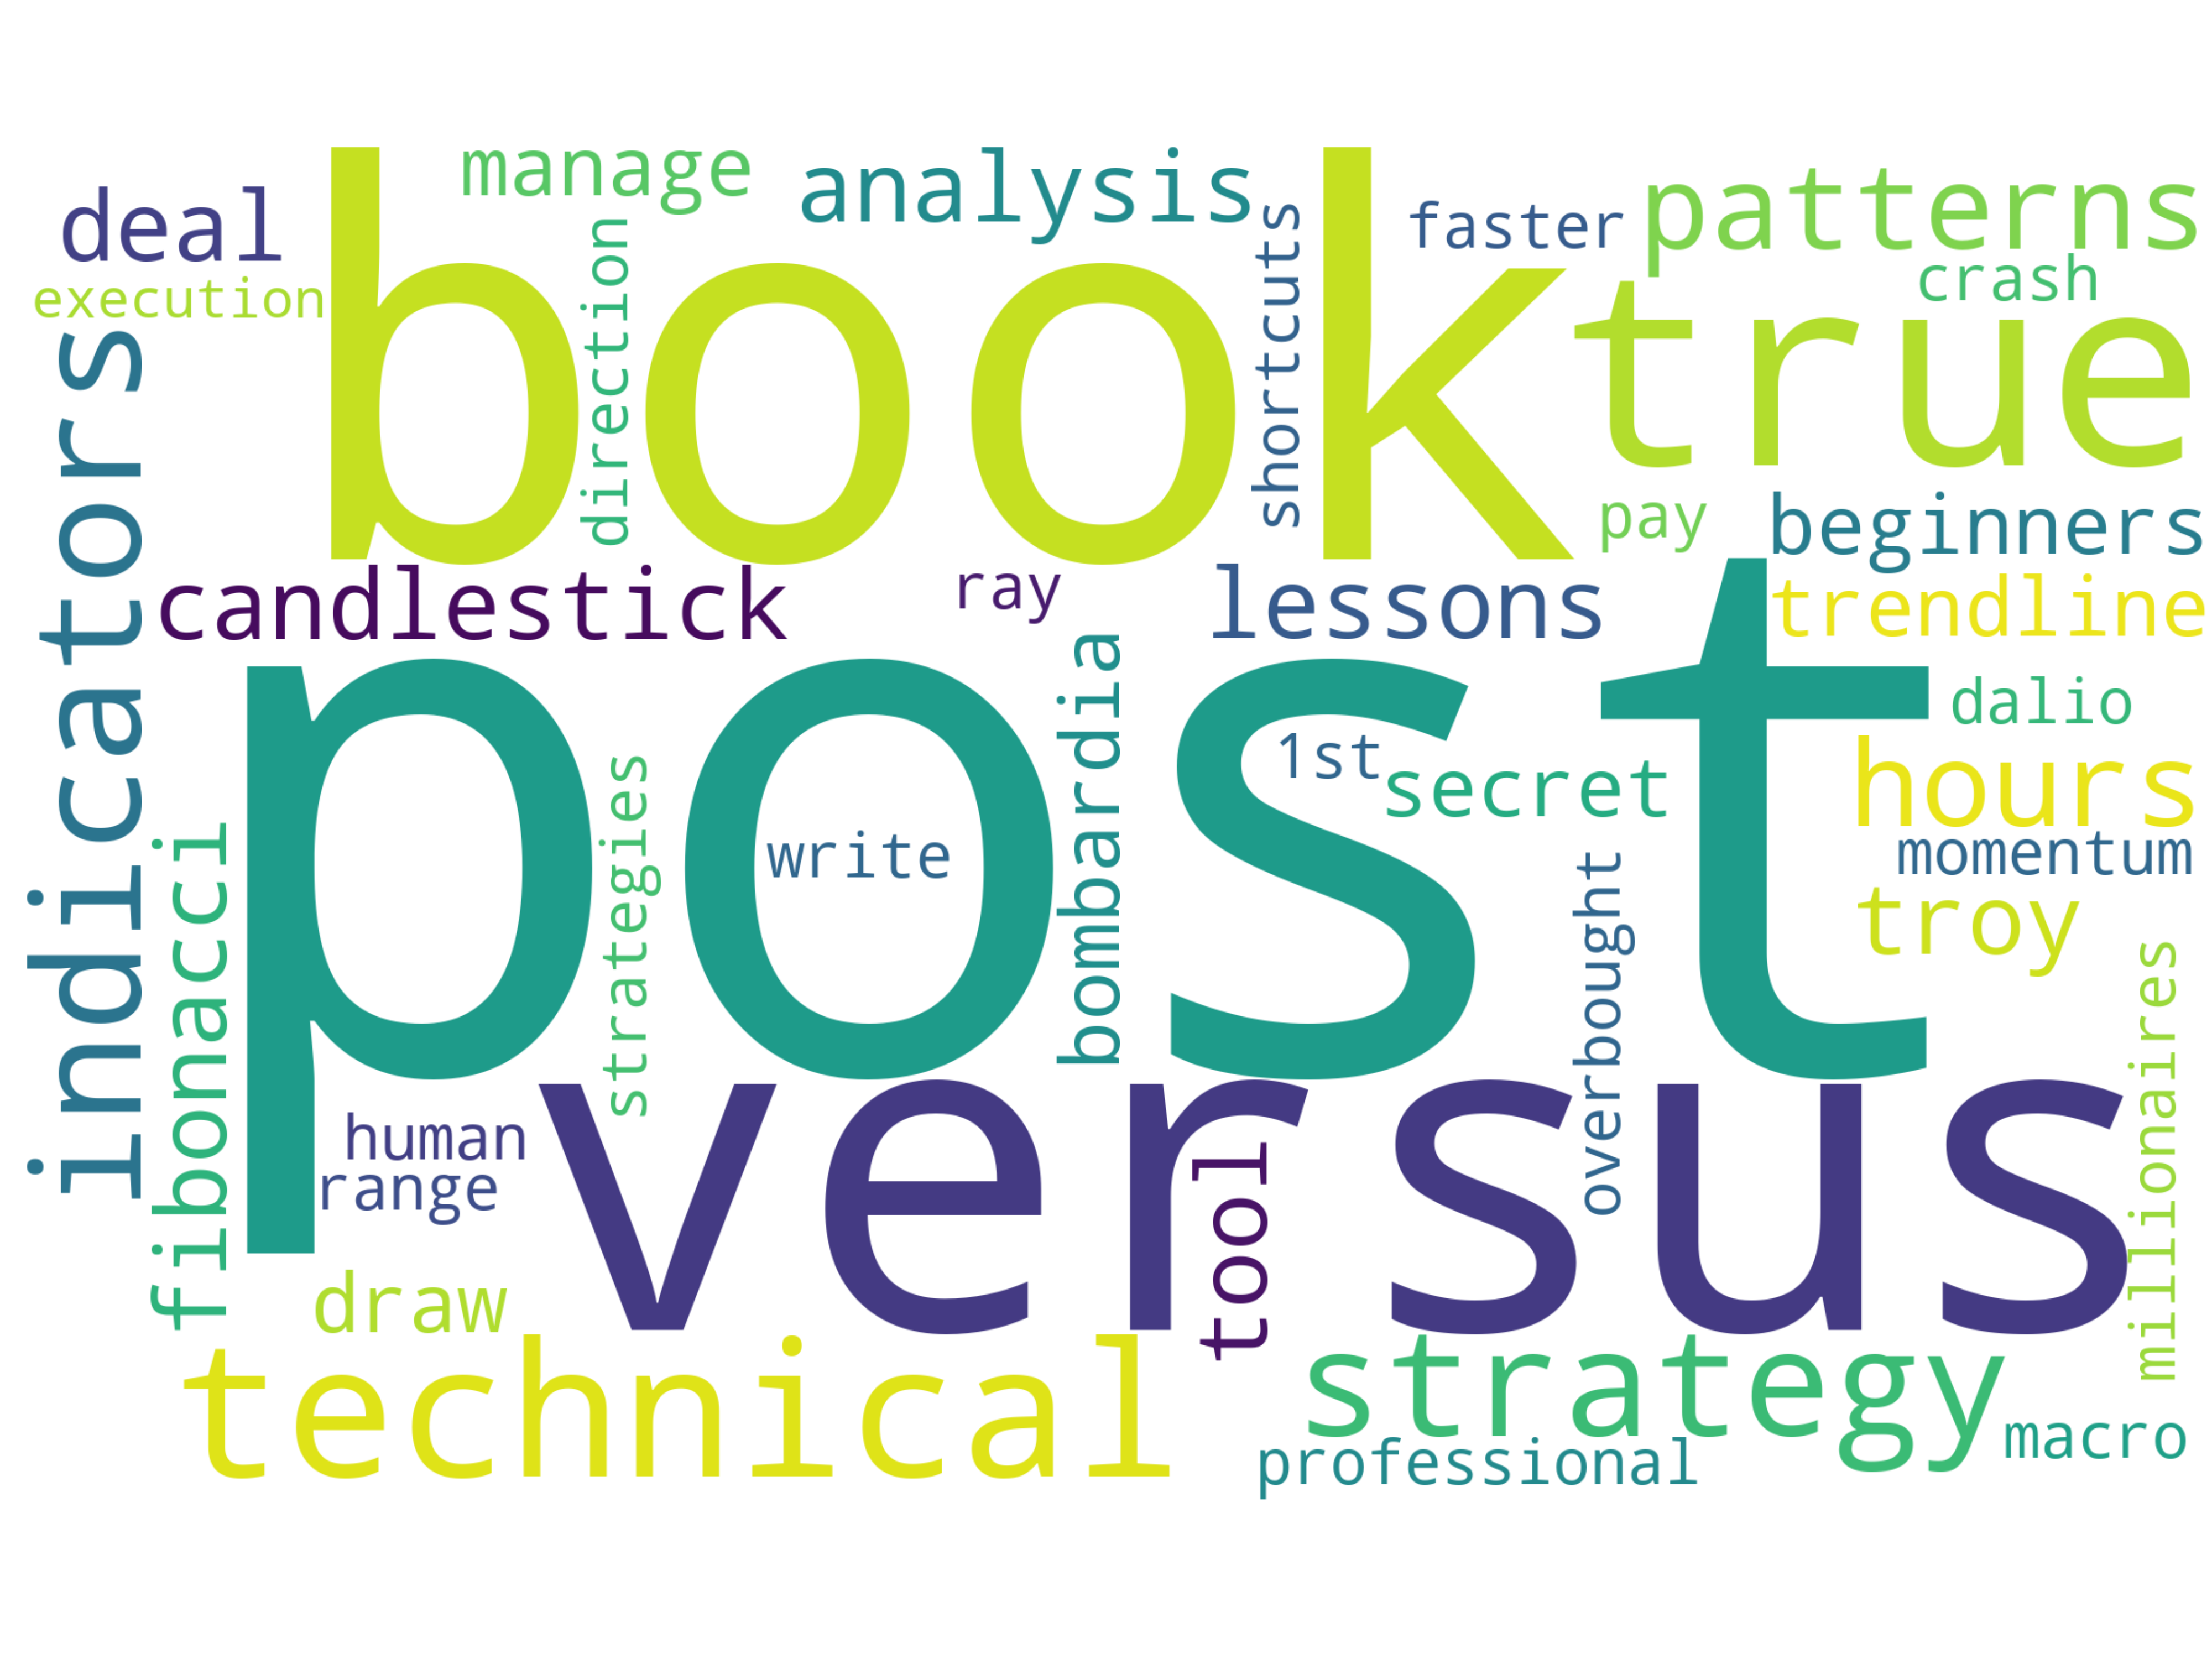 manage
analysis
deal
faster
patterns
execution
direction
shortcuts
book
crash
true
indicators
pay
beginners
candlestick
ray
lessons
trendline
post
dalio
bombardia
1st
secret
hours
write
strategies
fibonacci
momentum
overbought
troy
millionaires
human
range
versus
tool
draw
technical
strategy
macro
professional